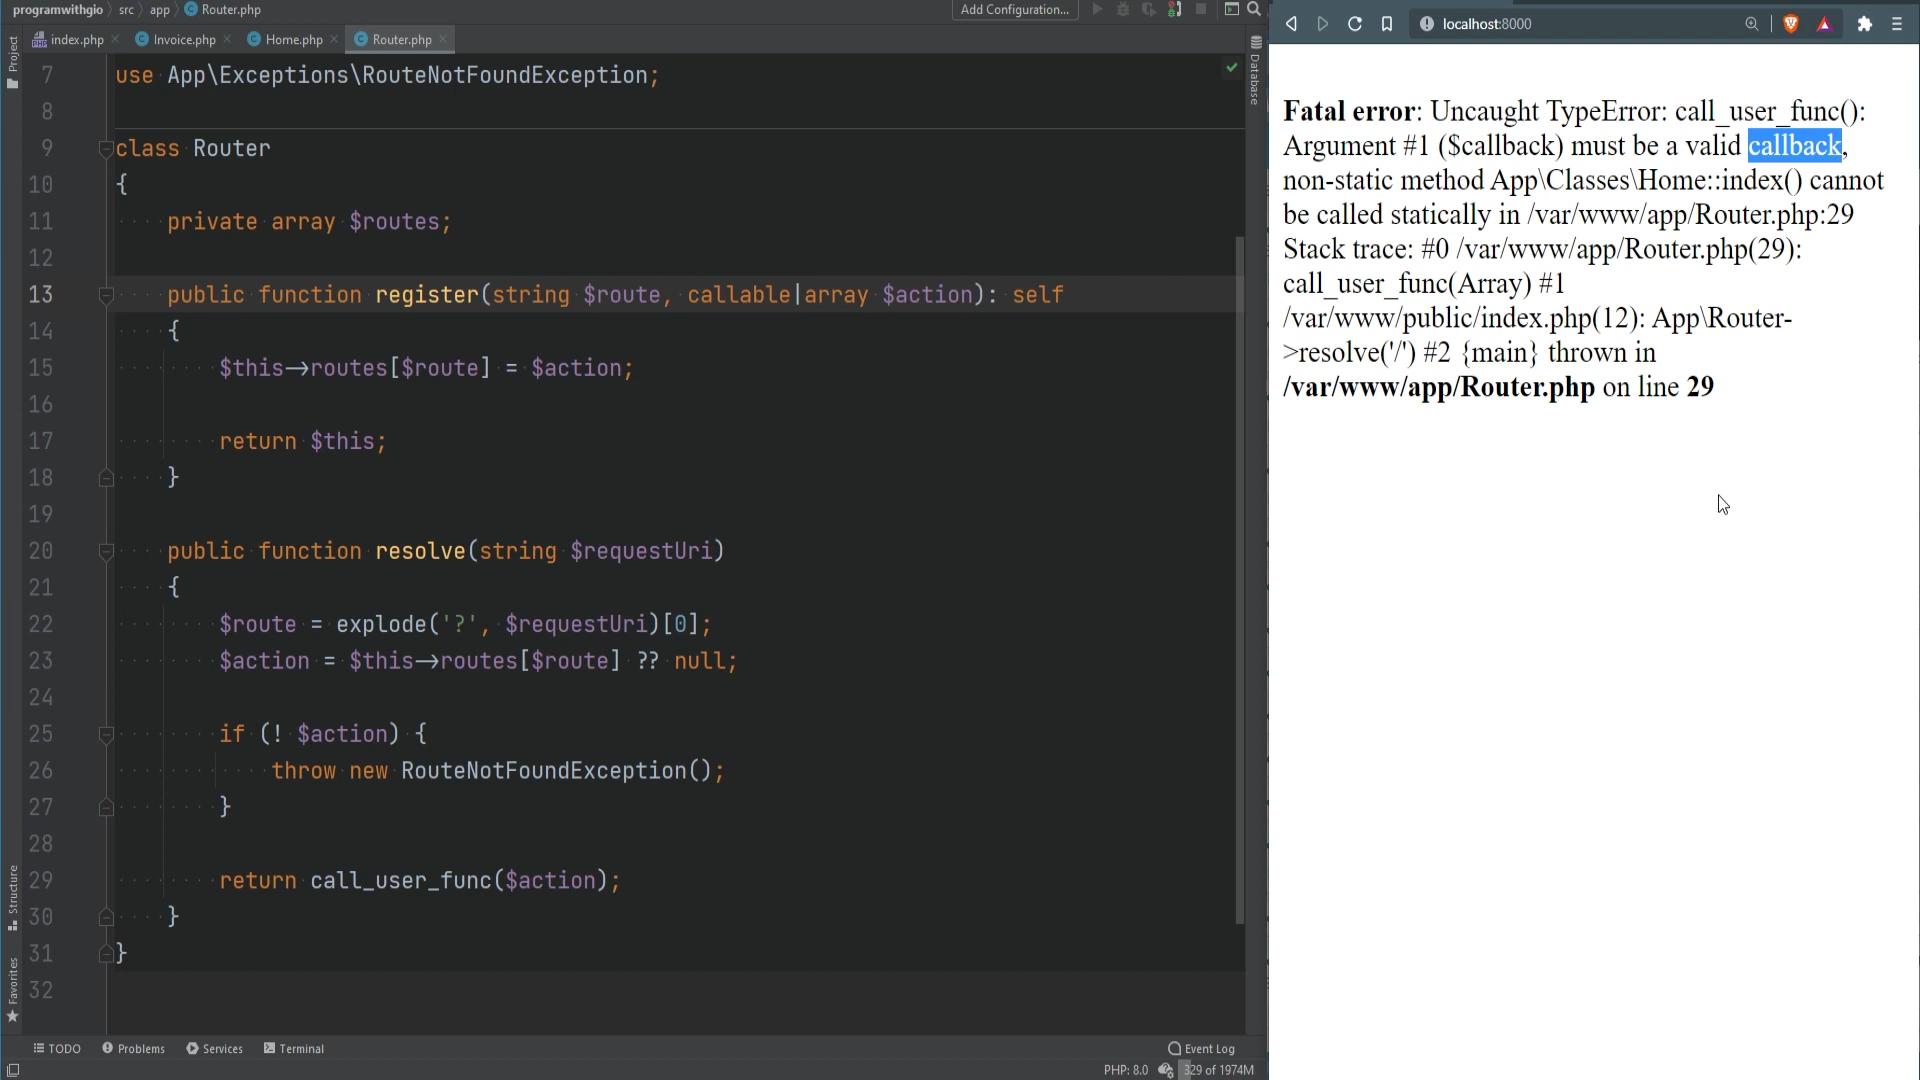 programwithgio
src
app
Router.php
Add Configuration...
Project
index.php
Invoice.php
Home.php
Router.php
Database
7 use App\Exceptions\RouteNotFoundException;
8
9 class Router
10 {
11 private array $routes;
12
13 public function register(string $route, callable|array $action): self
14 {
15 $this→routes[$route] = $action;
16
17 return $this;
18 }
19
20 public function resolve(string $requestUri)
21 {
22 $route = explode('?', $requestUri)[0];
23 $action = $this→routes[$route] ?? null;
24
25 if (! $action) {
26 throw new RouteNotFoundException();
27 }
28
29 return call_user_func($action);
30 }
31 }
32
Structure
Favorites
TODO
Problems
Services
Terminal
Event Log
PHP: 8.0
329 of 1974M
localhost:8000
Fatal error: Uncaught TypeError: call_user_func():
Argument #1 ($callback) must be a valid callback,
non-static method App\Classes\Home::index() cannot
be called statically in /var/www/app/Router.php:29
Stack trace: #0 /var/www/app/Router.php(29):
call_user_func(Array) #1
/var/www/public/index.php(12): App\Router-
>resolve('/') #2 {main} thrown in
/var/www/app/Router.php on line 29